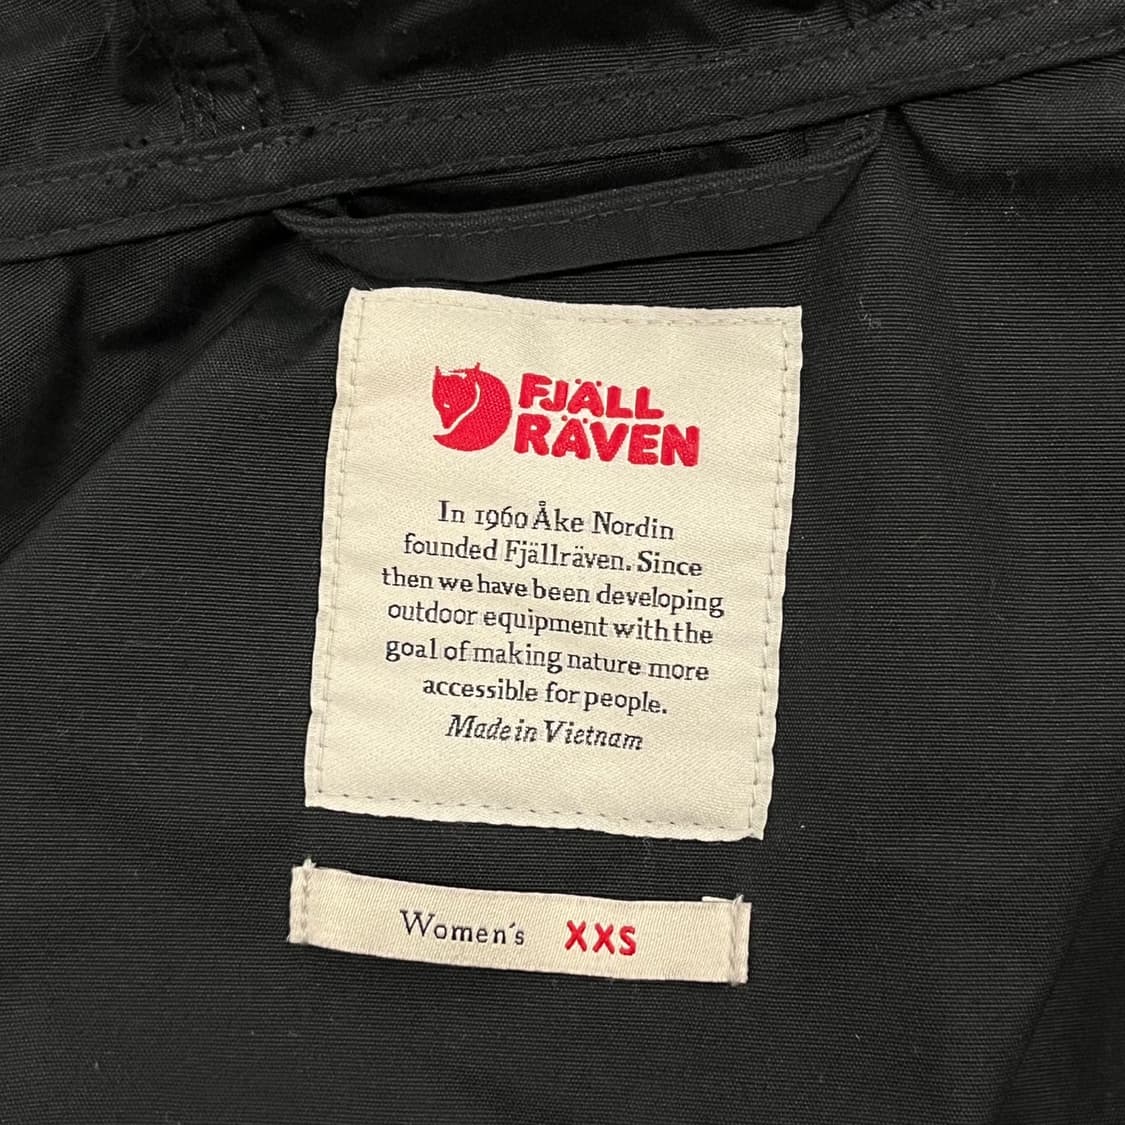 FJÄLL
RÄVEN
In 1960 Åke Nordin
founded Fjällräven. Since
then we have been developing
outdoor equipment with the
goal of making nature more
accessible for people.
Made in Vietnam
Women's XXS